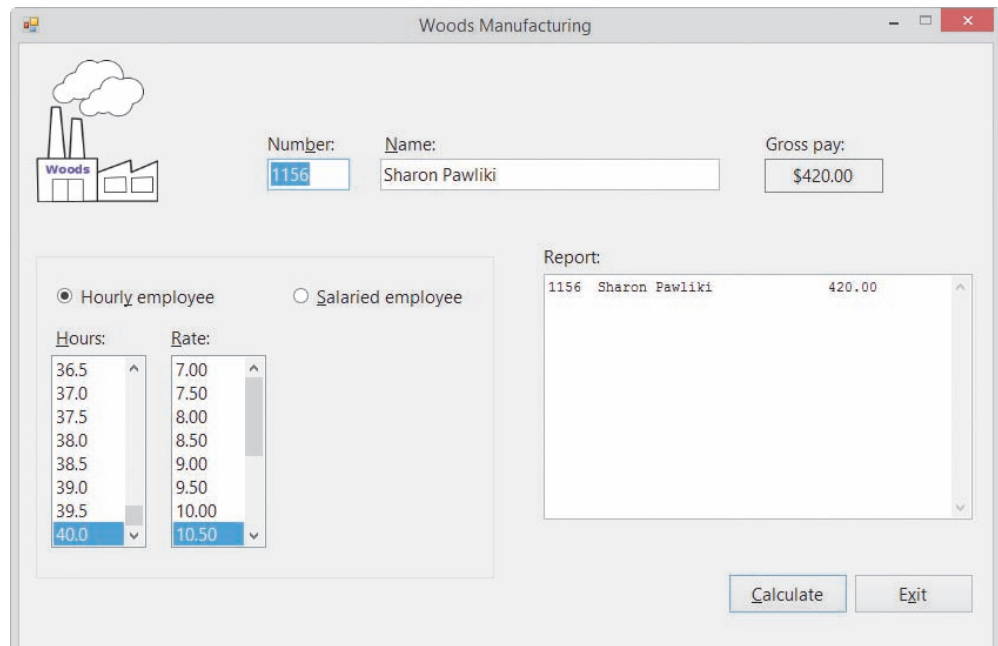 Woods Manufacturing
Woods
Number:
Name:
Gross pay:
1156
Sharon Pawliki
$420.00
Hourly employee
Salaried employee
Hours:
Rate:
36.5
37.0
37.5
38.0
38.5
39.0
39.5
40.0
7.00
7.50
8.00
8.50
9.00
9.50
10.00
10.50
Report:
1156 Sharon Pawliki 420.00
Calculate
Exit